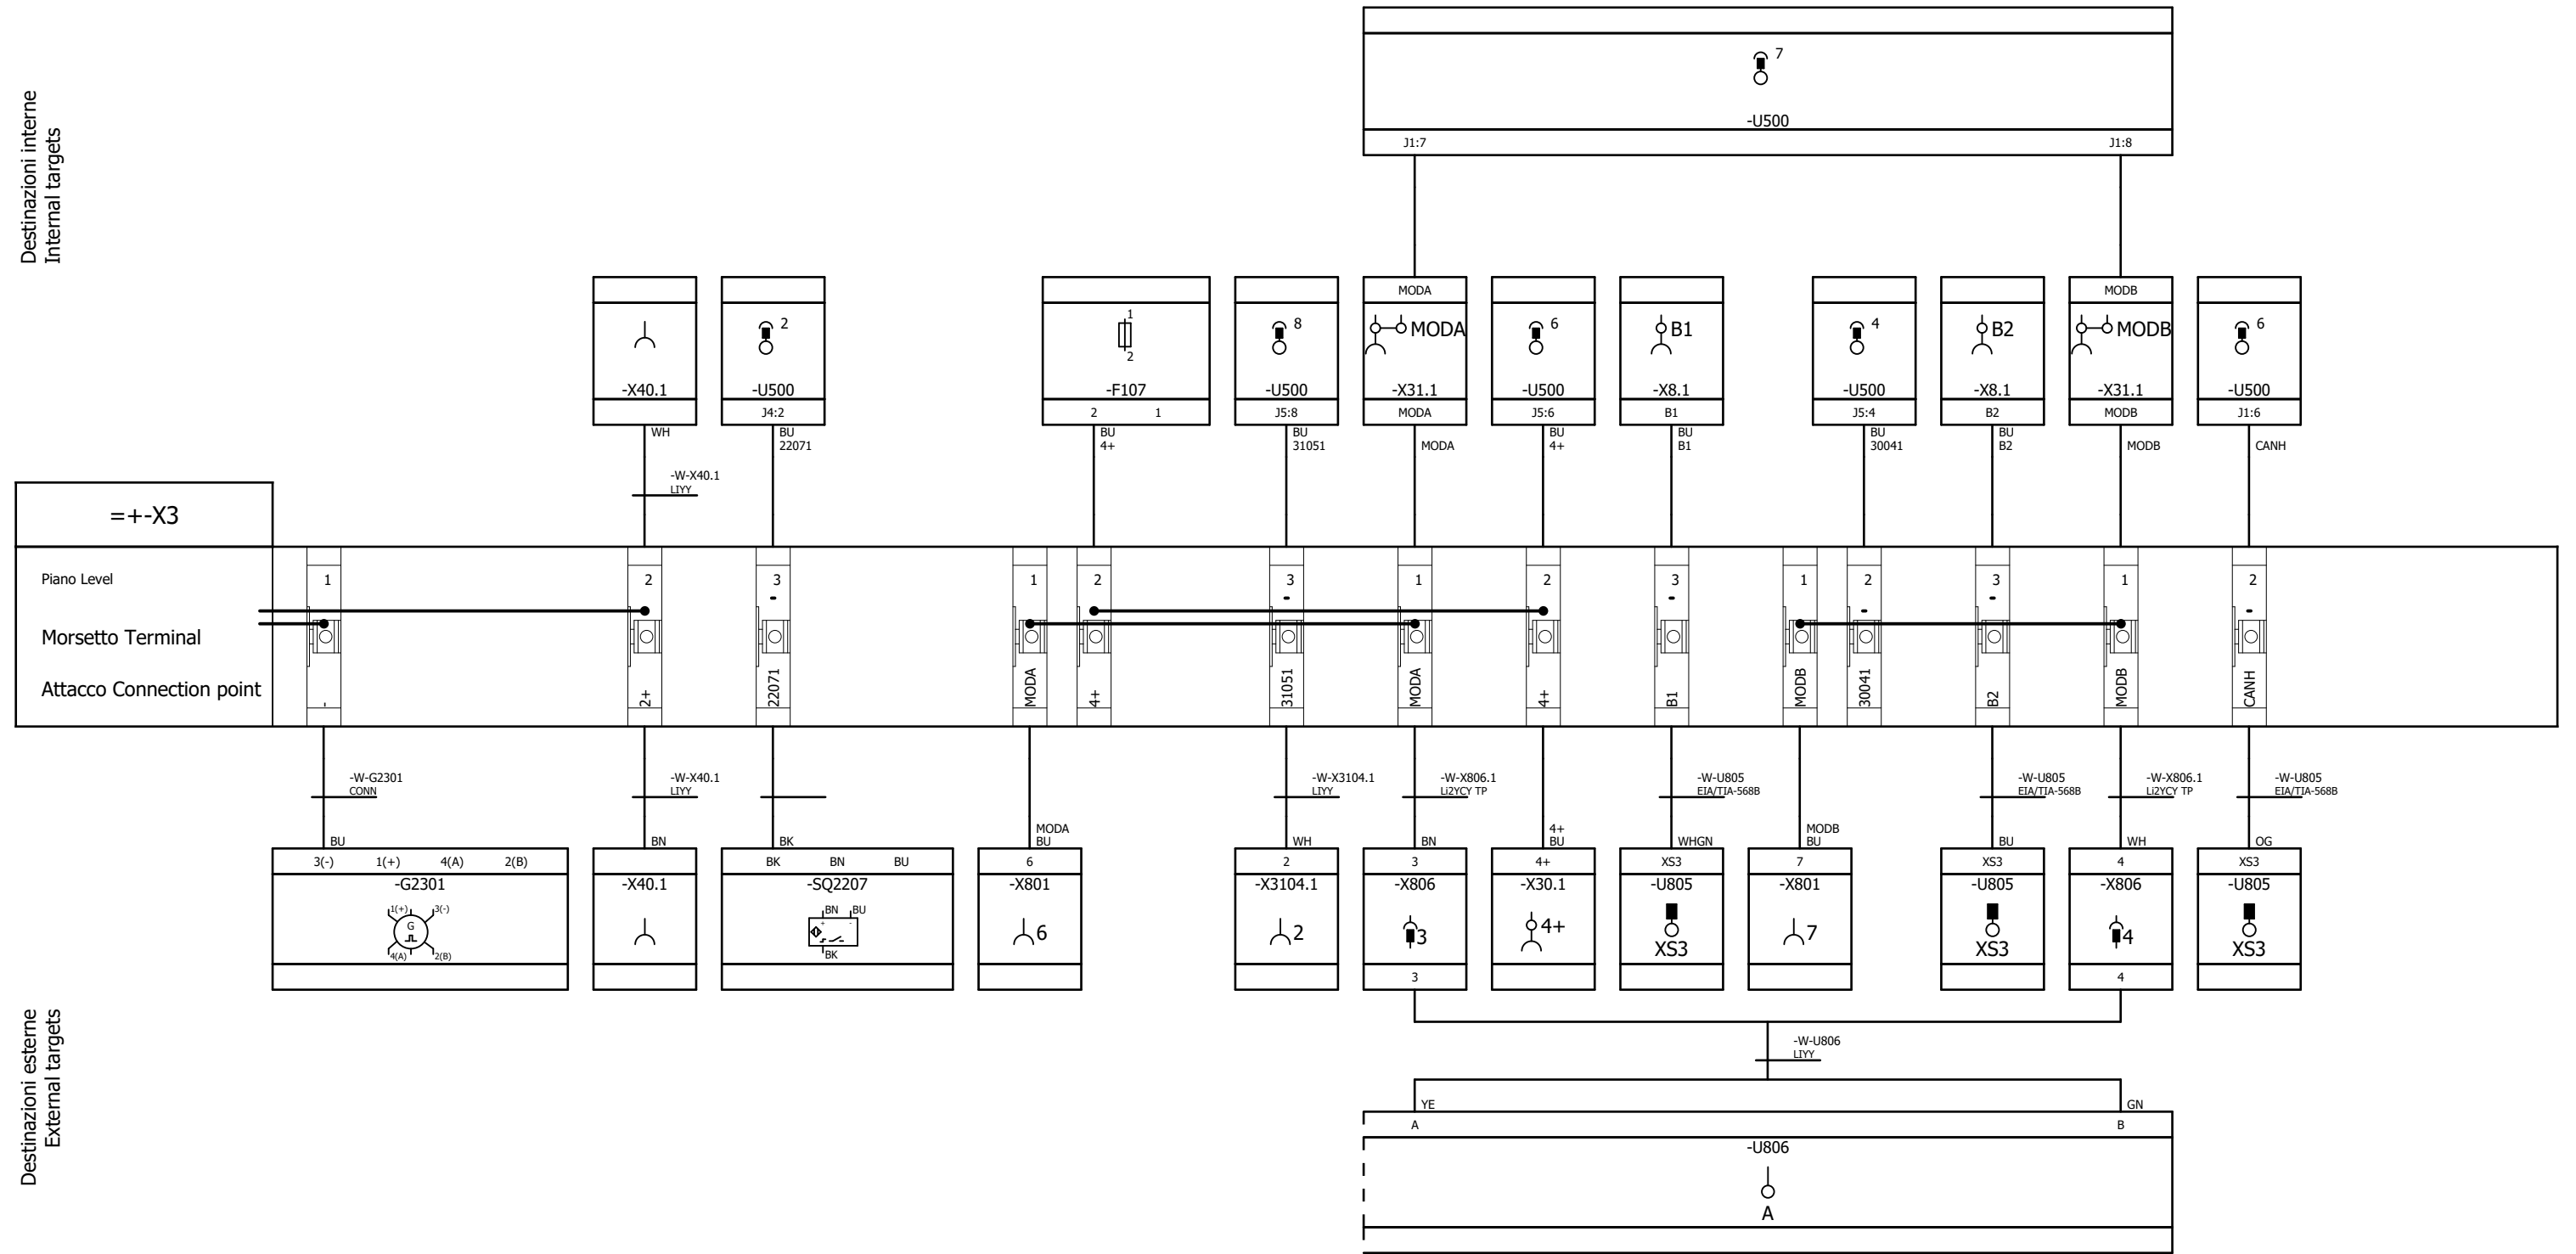 Destinazioni interne
Internal targets
7
-U500
J1:7 J1:8
MODA MODB
2 1 2 8 MODA 6 B1 4 B2 MODB 6
-X40.1 -U500 -F107 -U500 -X31.1 -U500 -X8.1 -U500 -X8.1 -X31.1 -U500
J4:2 2 1 J5:8 MODA J5:6 B1 J5:4 B2 MODB J1:6
WH BU BU BU BU BU BU BU
22071 4+ 31051 MODA 4+ B1 30041 B2 MODB CANH
-W-X40.1
LIYY
=+-X3
Piano Level 1 2 3 1 2 3 1 2 3 1 2 3 1 2
- - - - - -
Morsetto Terminal
Attacco Connection point - 2+ 22071 MODA 4+ 31051 MODA 4+ B1 MODB 30041 B2 MODB CANH
-W-G2301 -W-X40.1 -W-X3104.1 -W-X806.1 -W-U805 -W-U805 -W-X806.1 -W-U805
CONN LIYY LIYY Li2YCY TP EIA/TIA-568B EIA/TIA-568B Li2YCY TP EIA/TIA-568B
MODA 4+ MODB
BU BN BK BU WH BN BU WHGN BU BU WH OG
3(-) 1(+) 4(A) 2(B) BK BN BU 6 2 3 4+ XS3 7 XS3 4 XS3
-G2301 -X40.1 -SQ2207 -X801 -X3104.1 -X806 -X30.1 -U805 -X801 -U805 -X806 -U805
1(+) 3(-) BN BU
G + - 6 2 3 4+ 7 4
4(A) 2(B) BK XS3 XS3 XS3
3 4
Destinazioni esterne
External targets
-W-U806
LIYY
YE GN
A B
-U806
A